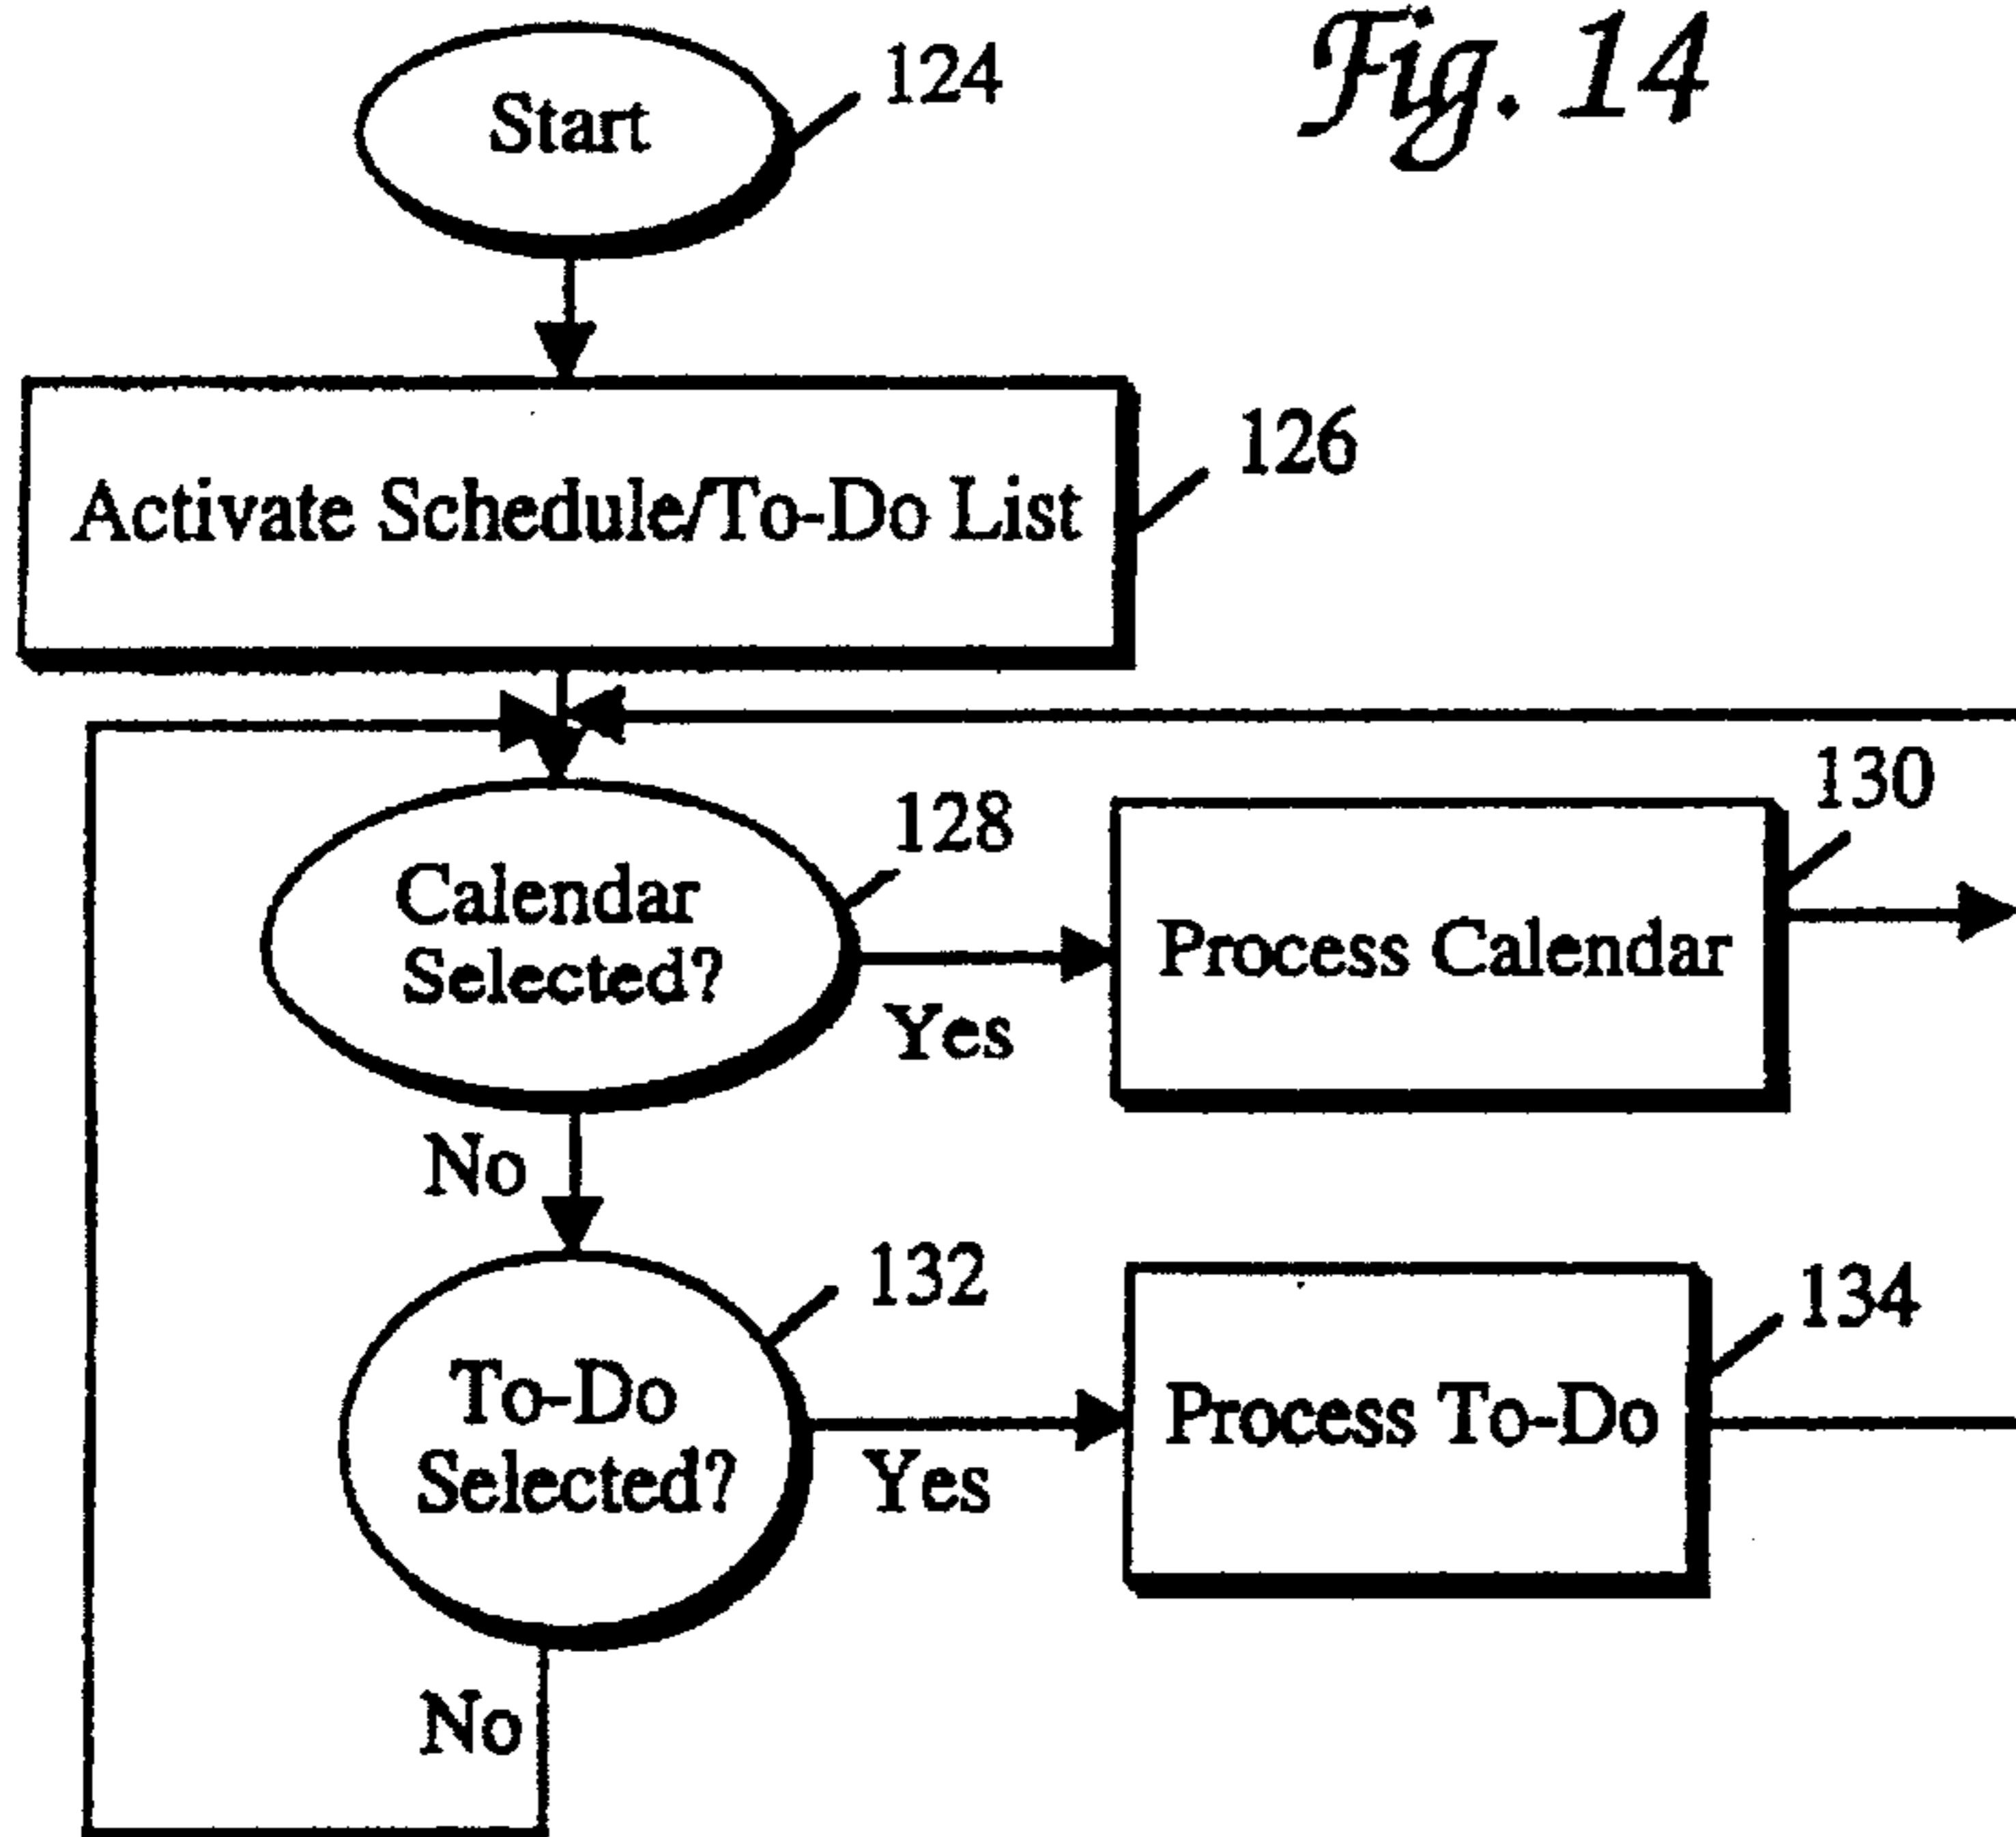 Fig. 14
Start
124
Activate Schedule/To-Do List
126
Calendar
Selected?
128
Yes
Process Calendar
130
No
To-Do
Selected?
132
Yes
Process To-Do
134
No